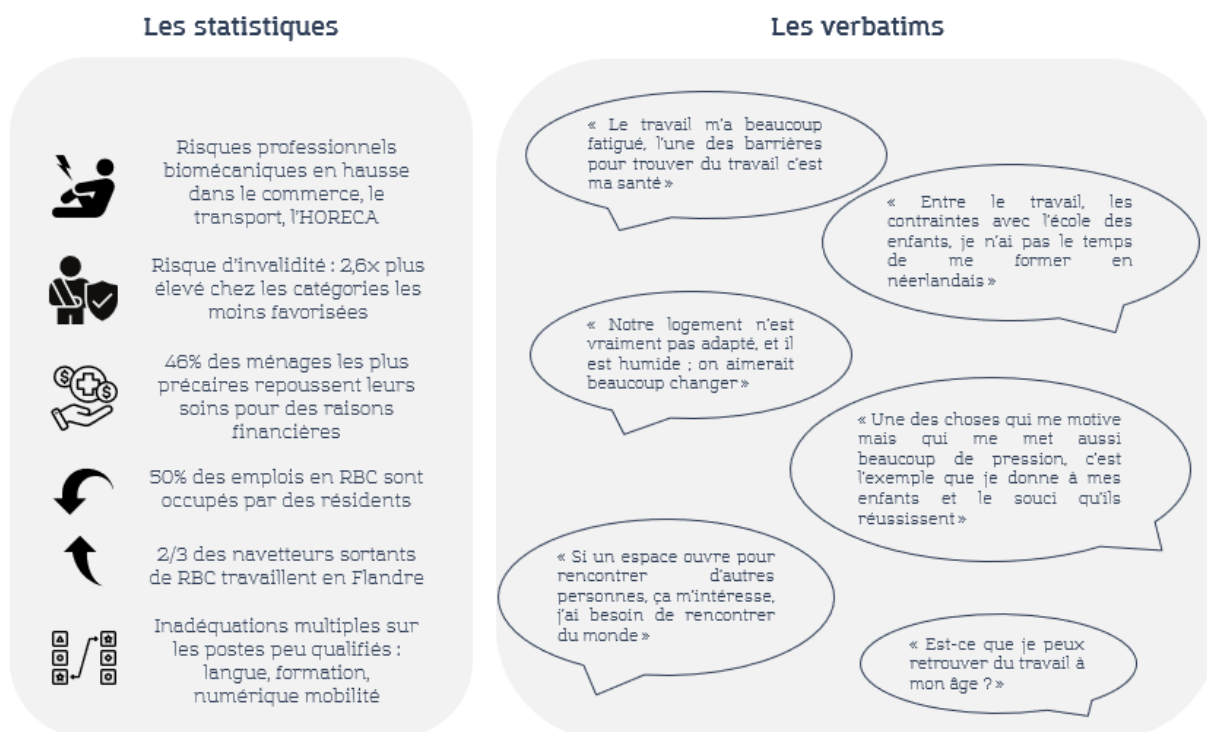 Les statistiques
Risques professionnels
biomécaniques en hausse
dans le commerce, le
transport, l'HORECA
Risque d'invalidité : 2,6x plus
élevé chez les catégories les
moins favorisées
46% des ménages les plus
précaires repoussent leurs
soins pour des raisons
financières
50% des emplois en RBC sont
occupés par des résidents
2/3 des navetteurs sortants
de RBC travaillent en Flandre
Inadéquations multiples sur
les postes peu qualifiés :
langue, formation,
numérique mobilité
Les verbatims
« Le travail m'a beaucoup
fatigué, l'une des barrières
pour trouver du travail c'est
ma santé »
« Entre le travail, les
contraintes avec l'école des
enfants, je n'ai pas le temps
de me former en
néerlandais »
« Notre logement n'est
vraiment pas adapté, et il
est humide ; on aimerait
beaucoup changer »
« Une des choses qui me motive
mais qui me met aussi
beaucoup de pression, c'est
l'exemple que je donne à mes
enfants et le souci qu'ils
réussissent »
« Si un espace ouvre pour
rencontrer d'autres
personnes, ça m'intéresse,
j'ai besoin de rencontrer
du monde »
« Est-ce que je peux
retrouver du travail à
mon âge ? »